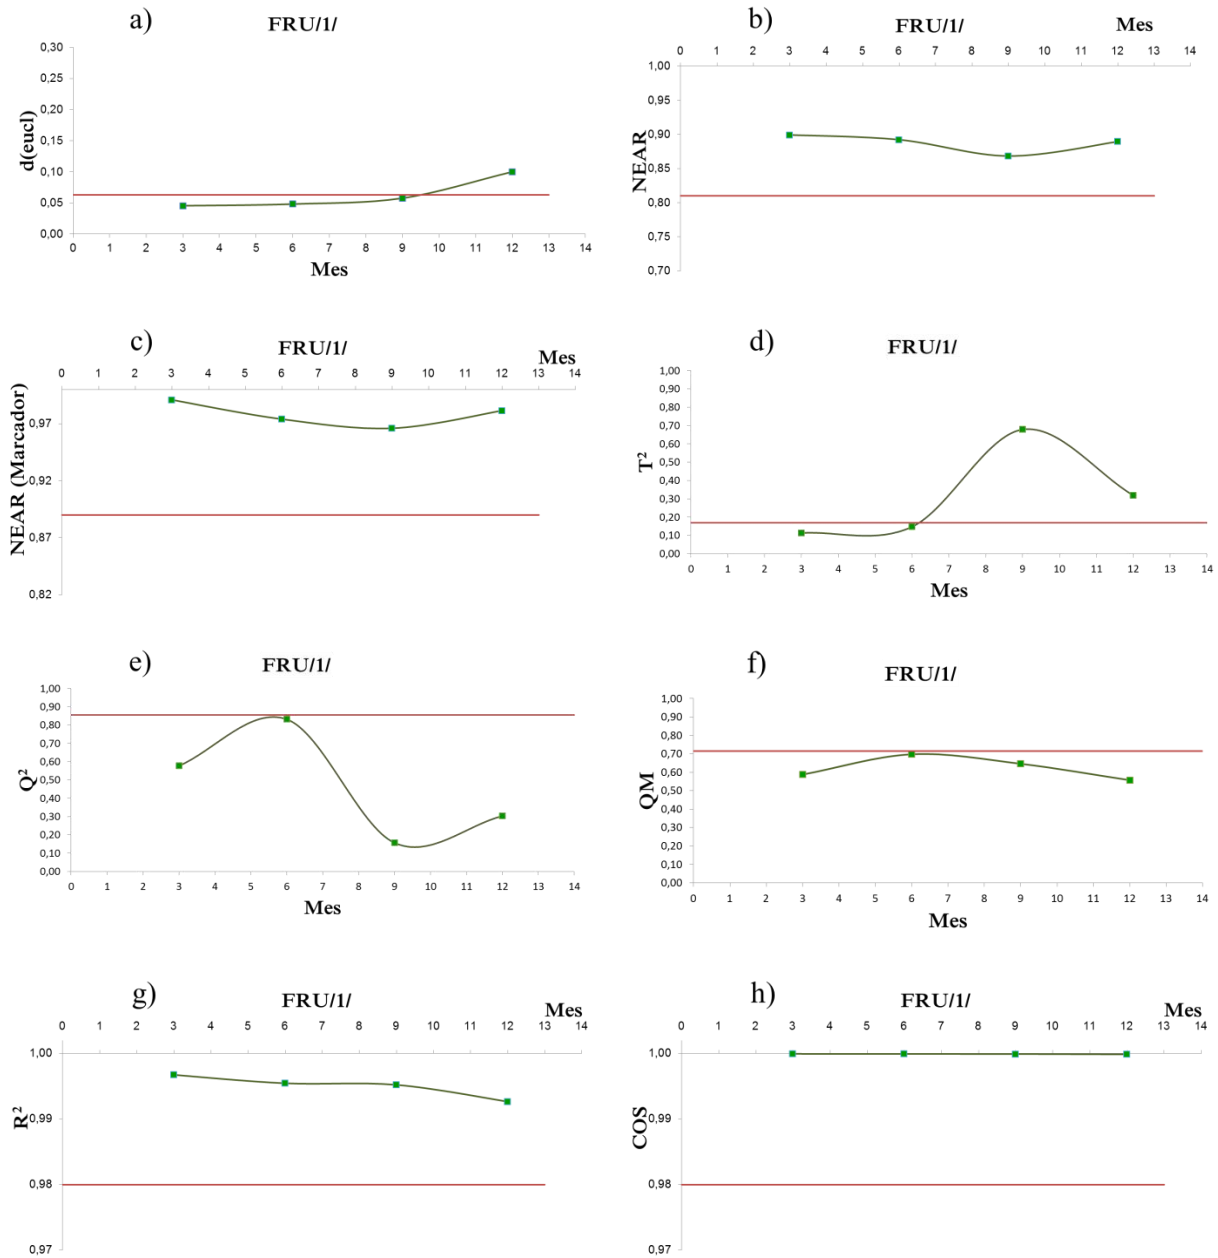 a)
FRU/1/
0,30
0,25
0,20
0,15
0,10
0,05
0,00
d(eucl)
0 1 2 3 4 5 6 7 8 9 10 11 12 13 14
Mes
b)
FRU/1/
Mes
0 1 2 3 4 5 6 7 8 9 10 11 12 13 14
1,00
0,95
0,90
0,85
0,80
0,75
0,70
NEAR
c)
FRU/1/
Mes
0 1 2 3 4 5 6 7 8 9 10 11 12 13 14
0,97
0,92
0,87
0,82
NEAR (Marcador)
d)
FRU/1/
1,00
0,90
0,80
0,70
0,60
0,50
0,40
0,30
0,20
0,10
0,00
T²
0 1 2 3 4 5 6 7 8 9 10 11 12 13 14
Mes
e)
FRU/1/
1,00
0,90
0,80
0,70
0,60
0,50
0,40
0,30
0,20
0,10
0,00
Q²
0 1 2 3 4 5 6 7 8 9 10 11 12 13 14
Mes
f)
FRU/1/
1,00
0,90
0,80
0,70
0,60
0,50
0,40
0,30
0,20
0,10
0,00
QM
0 1 2 3 4 5 6 7 8 9 10 11 12 13 14
Mes
g)
FRU/1/
Mes
0 1 2 3 4 5 6 7 8 9 10 11 12 13 14
1,00
0,99
0,98
0,97
R²
h)
FRU/1/
Mes
0 1 2 3 4 5 6 7 8 9 10 11 12 13 14
1,00
0,99
0,98
0,97
COS